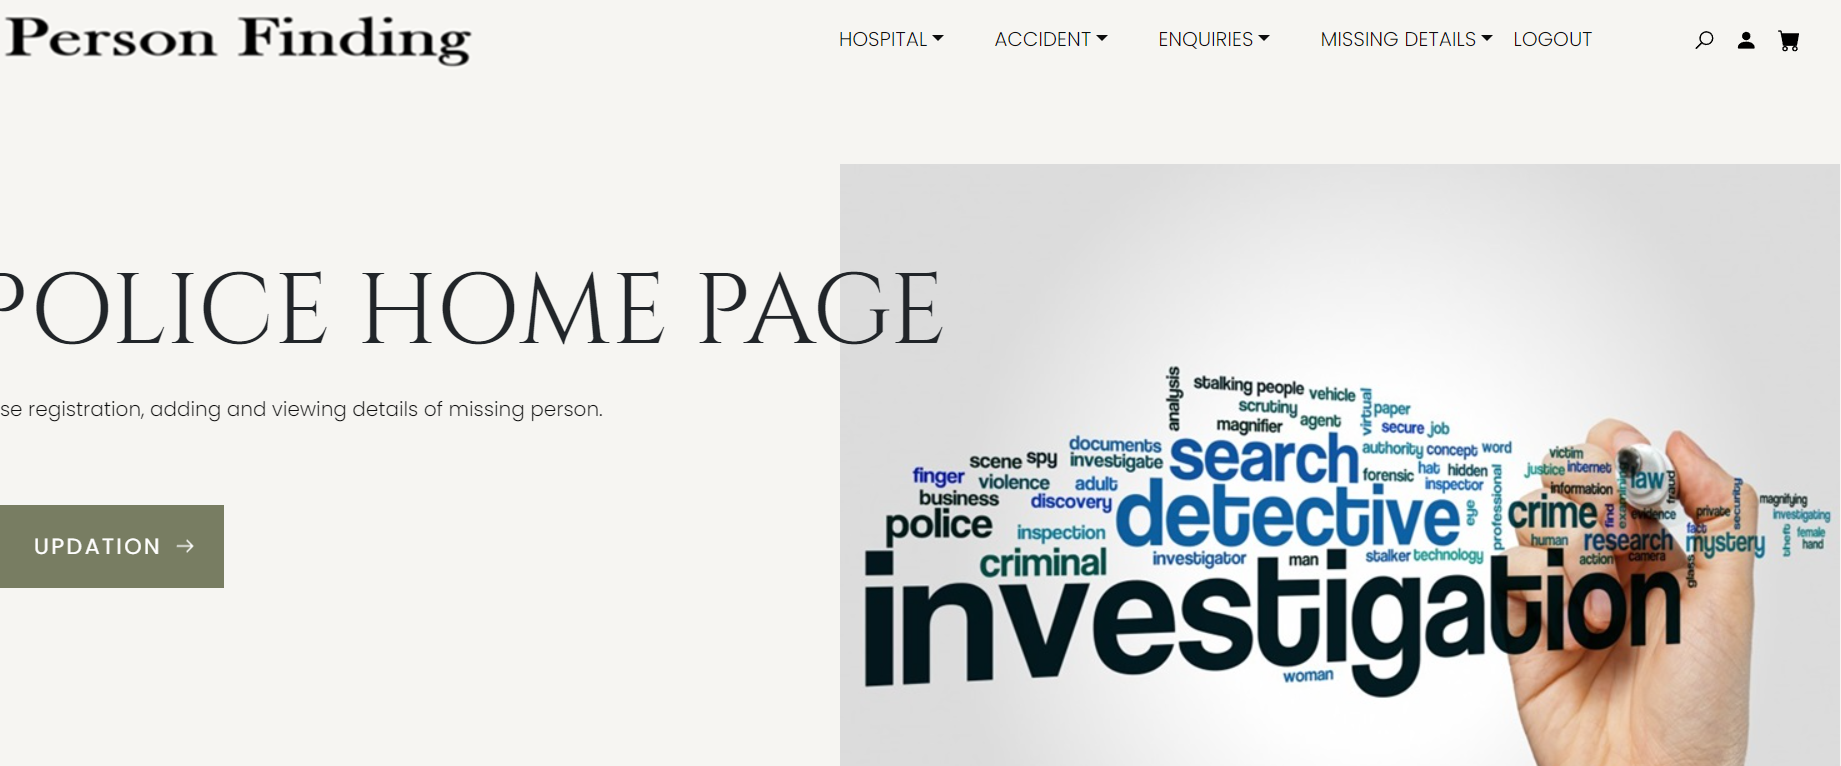 Person Finding
HOSPITAL ACCIDENT ENQUIRIES MISSING DETAILS LOGOUT
POLICE HOME PAGE
se registration, adding and viewing details of missing person.
UPDATION →
analysis
stalking people vehicle
scrutiny
magnifier agent
virtual
paper
secure job
documents
authority concept word
scene spy investigate
search
finger violence adult
forensic hat hidden
inspector
business discovery
detective
eye
professional
police inspection
criminal investigator man stalker technology
investigation
woman
victim
justice internet
information
examining
law
fraud
crime find evidence private
security
magnifying
investigating
fact
human research mystery
theft
female
hand
action camera
glass